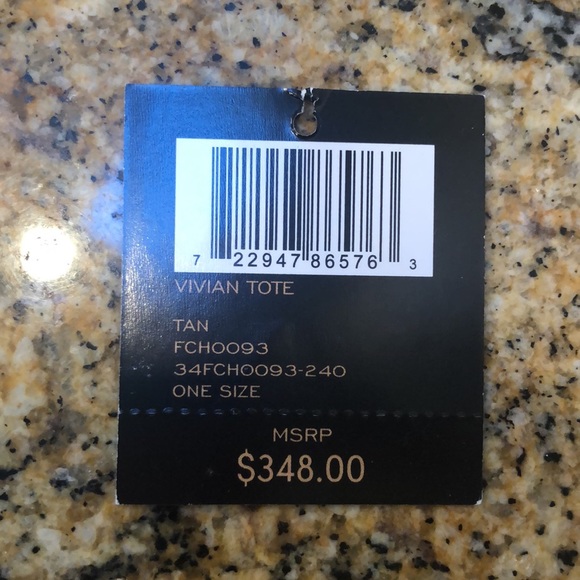 7 22947 86576 3
VIVIAN TOTE
TAN
FCH0093
34FCH0093-240
ONE SIZE
MSRP
$348.00